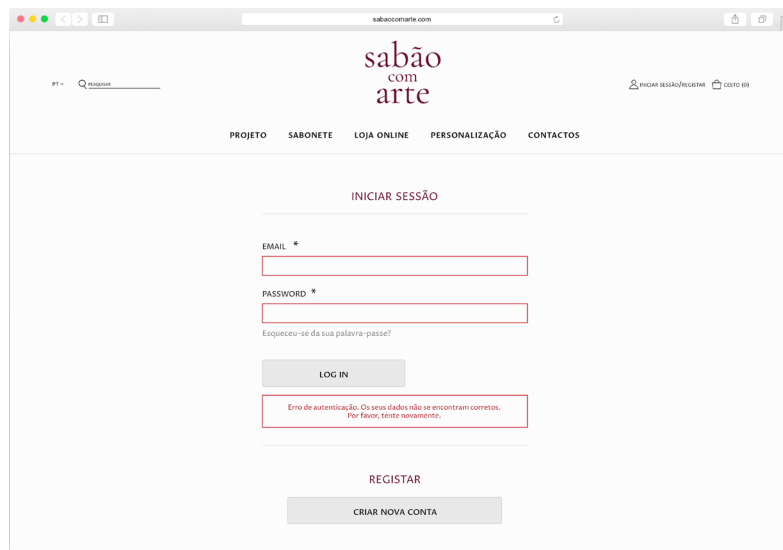 sabaocomarte.com
sabão
com
arte
PT
PESQUISAR
INICIAR SESSÃO/REGISTAR
CESTO (0)
PROJETO SABONETE LOJA ONLINE PERSONALIZAÇÃO CONTACTOS
INICIAR SESSÃO
EMAIL *
PASSWORD *
Esqueceu-se da sua palavra-passe?
LOG IN
Erro de autenticação. Os seus dados não se encontram corretos.
Por favor, tente novamente.
REGISTAR
CRIAR NOVA CONTA